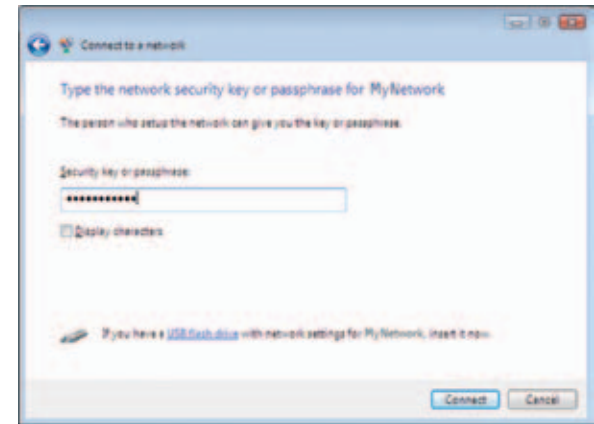 Connect to a network
Type the network security key or passphrase for MyNetwork
The person who setup the network can give you the key or passphrase.
Security key or passphrase:
•••••••••••
Display characters
If you have a USB flash drive with network settings for MyNetwork, insert it now.
Connect Cancel